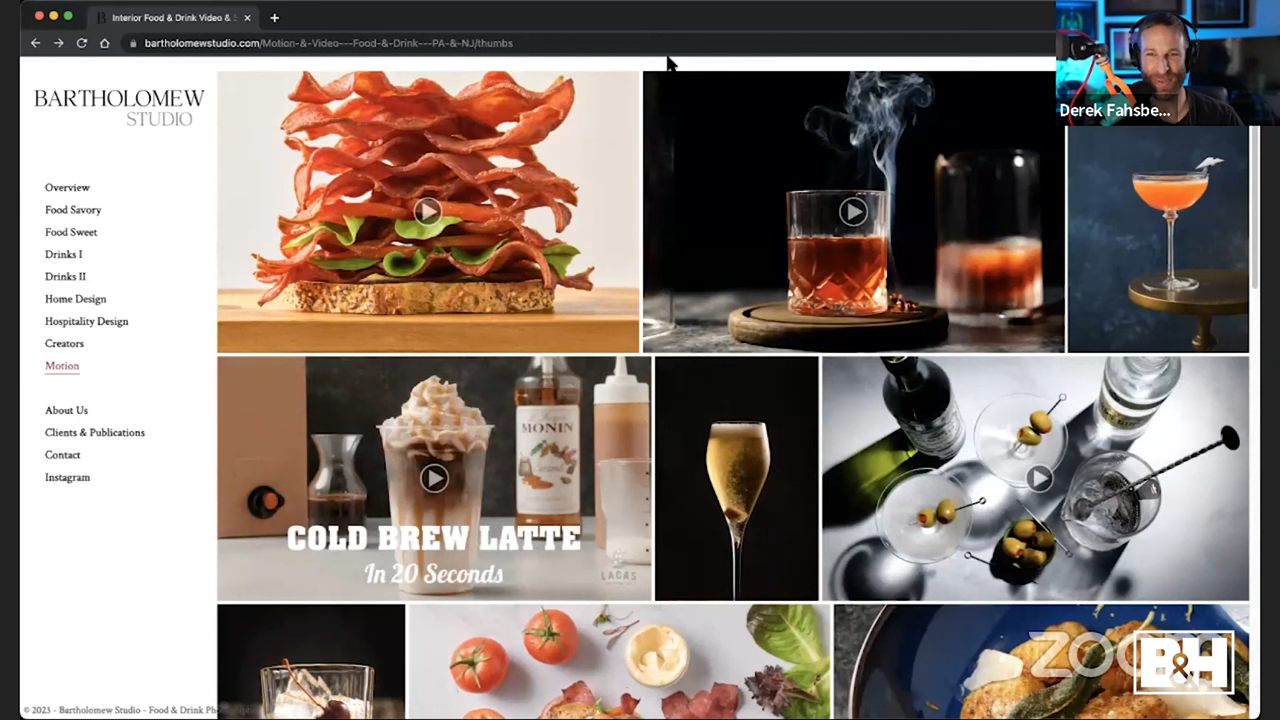 Interior Food & Drink Video &
bartholomewstudio.com/Motion-&-Video---Food-&-Drink---PA-&-NJ/thumbs
Derek Fahsbe...
BARTHOLOMEW
STUDIO
Overview
Food Savory
Food Sweet
Drinks I
Drinks II
Home Design
Hospitality Design
Creators
Motion
About Us
Clients & Publications
Contact
Instagram
MONIN
COLD BREW LATTE
In 20 Seconds
LACAS
B&H
© 2023 - Bartholomew Studio - Food & Drink Ph